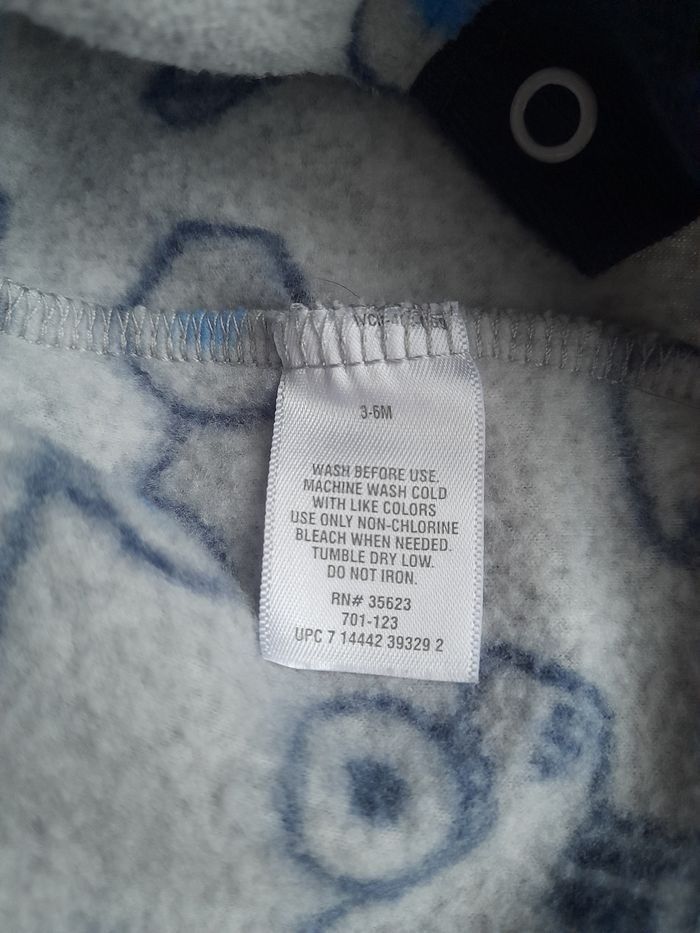 3-6M
WASH BEFORE USE.
MACHINE WASH COLD
WITH LIKE COLORS
USE ONLY NON-CHLORINE
BLEACH WHEN NEEDED.
TUMBLE DRY LOW.
DO NOT IRON.
RN# 35623
701-123
UPC 7 14442 39329 2